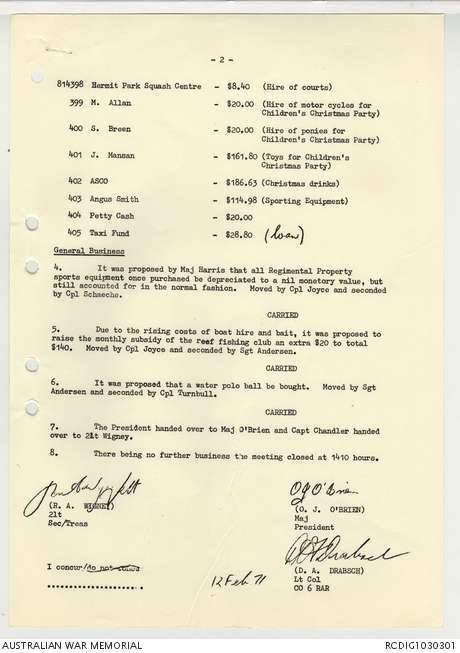 - 2 -
814398 Hermit Park Squash Centre - $8.40 (Hire of courts)
399 M. Allan - $20.00 (Hire of motor cycles for
Children's Christmas Party)
400 S. Breen - $20.00 (Hire of ponies for
Children's Christmas Party)
401 J. Mansan - $161.80 (Toys for Children's
Christmas Party)
402 ASCO - $186.63 (Christmas drinks)
403 Angus Smith - $114.98 (Sporting Equipment)
404 Petty Cash - $20.00
405 Taxi Fund - $28.80 (loan)
General Business
4. It was proposed by Maj Harris that all Regimental Property
sports equipment once purchased be depreciated to a nil monetary value, but
still accounted for in the normal fashion. Moved by Cpl Joyce and seconded
by Cpl Schaeche.
CARRIED
5. Due to the rising costs of boat hire and bait, it was proposed to
raise the monthly subsidy of the reef fishing club an extra $20 to total
$140. Moved by Cpl Joyce and seconded by Sgt Andersen.
CARRIED
6. It was proposed that a water polo ball be bought. Moved by Sgt
Andersen and seconded by Cpl Turnbull.
CARRIED
7. The President handed over to Maj O'Brien and Capt Chandler handed
over to 2lt Wigney.
8. There being no further business the meeting closed at 1410 hours.
(R. A. WIGNEY)
2lt
Sec/Treas
O J O'Brien
(O. J. O'BRIEN)
Maj
President
I concur/do not concur
....................
12 Feb 71
D A Drabsch
(D. A. DRABSCH)
Lt Col
CO 6 RAR
AUSTRALIAN WAR MEMORIAL
RCDIG1030301